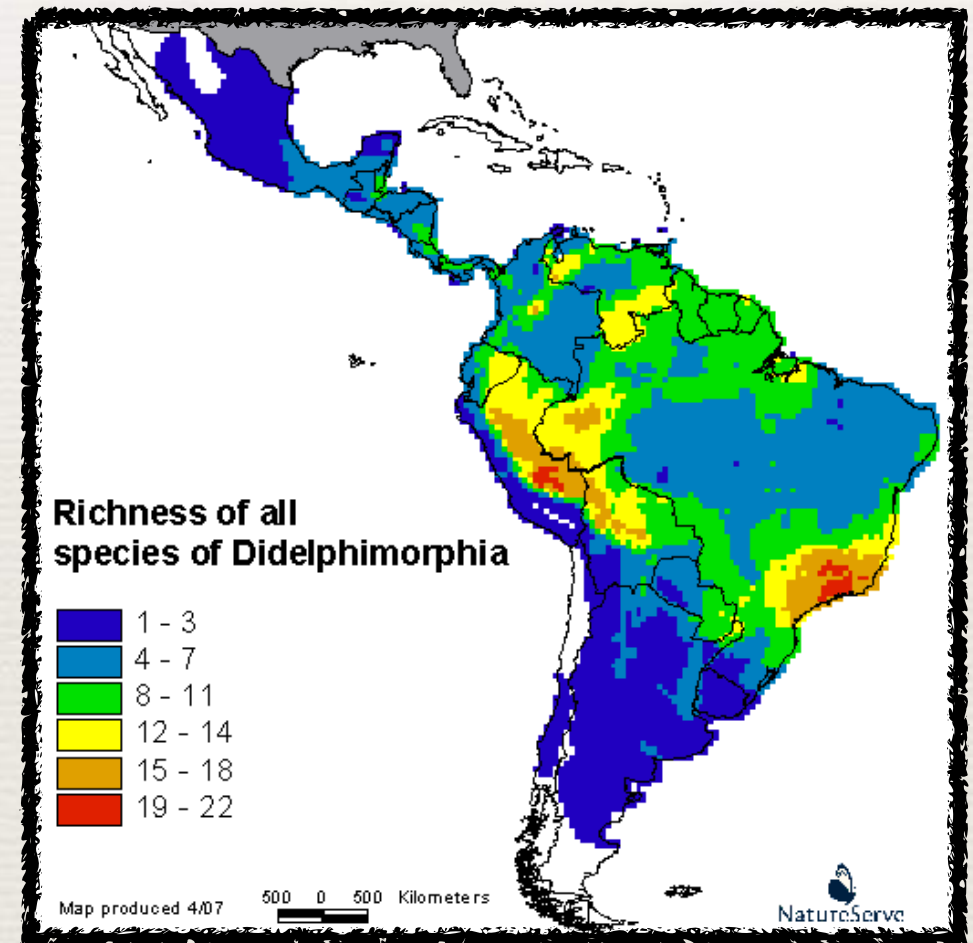 Richness of all
species of Didelphimorphia
1 - 3
4 - 7
8 - 11
12 - 14
15 - 18
19 - 22
Map produced 4/07
500 0 500 Kilometers
NatureServe